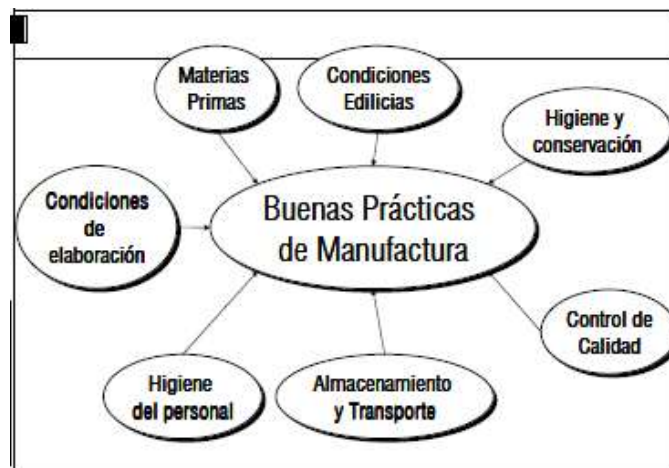 Materias
Primas
Condiciones
Edilicias
Higiene y
conservación
Condiciones
de
elaboración
Buenas Prácticas
de Manufactura
Control de
Calidad
Higiene
del personal
Almacenamiento
y Transporte